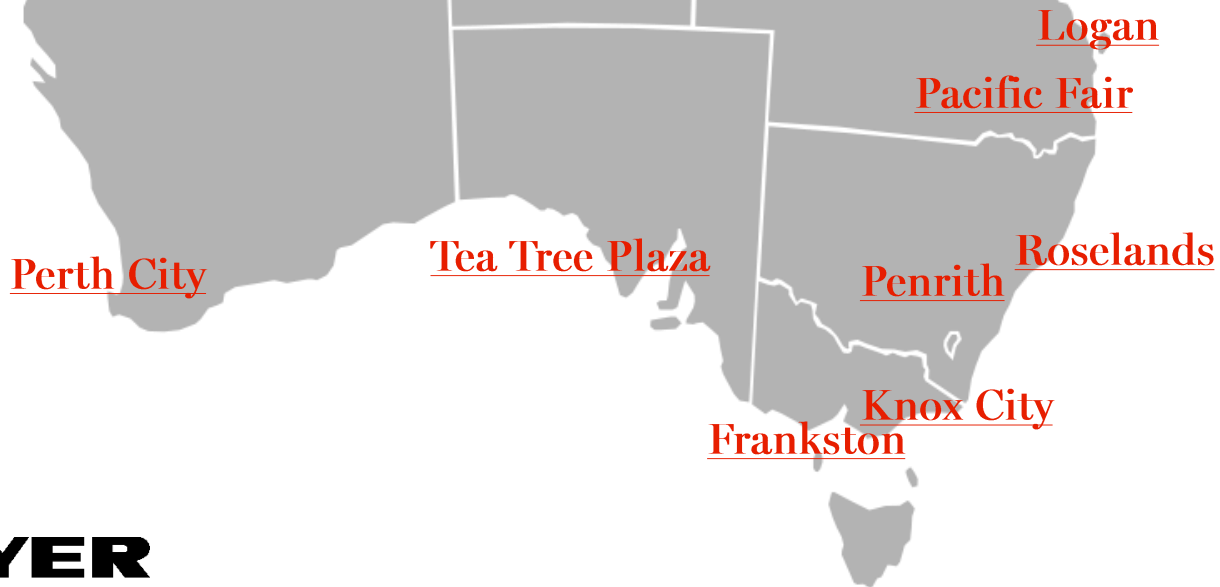 Logan
Pacific Fair
Roselands
Tea Tree Plaza
Perth City
Penrith
Knox City
Frankston
YER